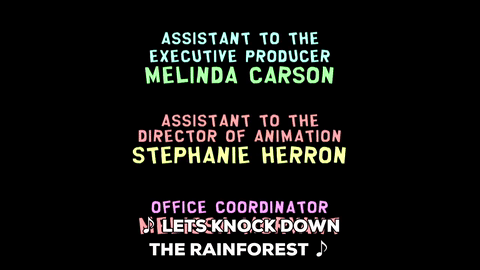 ASSISTANT TO THE
EXECUTIVE PRODUCER
MELINDA CARSON
ASSISTANT TO THE
DIRECTOR OF ANIMATION
STEPHANIE HERRON
OFFICE COORDINATOR
♪ LETS KNOCK DOWN
THE RAINFOREST ♪